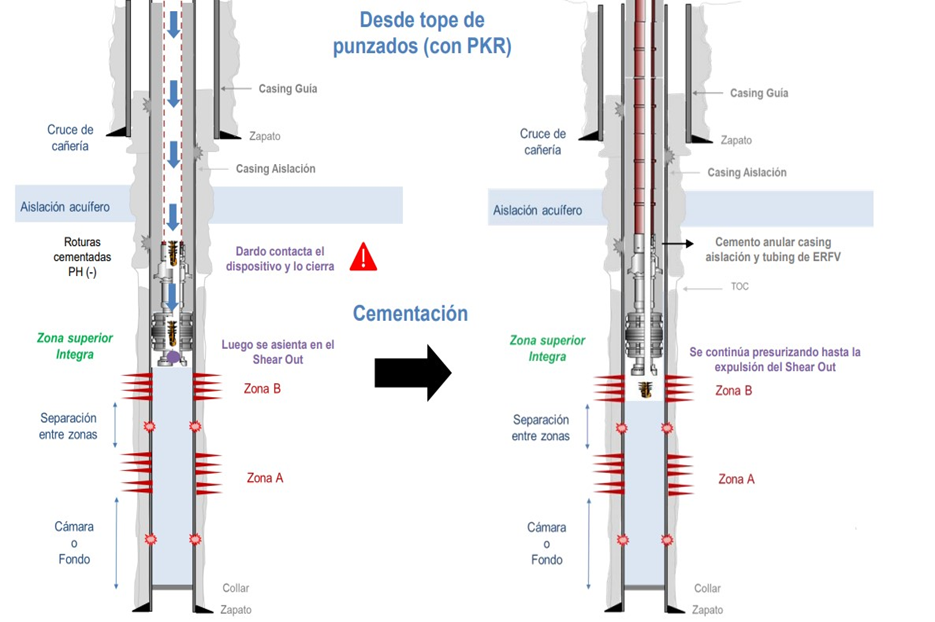 Desde tope de
punzados (con PKR)
Casing Guía
Cruce de
cañería
Zapato
Casing Aislación
Aislación acuífero
Roturas
cementadas
PH (-)
Dardo contacta el
dispositivo y lo cierra
Zona superior
Integra
Luego se asienta en el
Shear Out
Zona B
Separación
entre zonas
Zona A
Cámara
o
Fondo
Collar
Zapato
Cementación
Casing Guía
Cruce de
cañería
Zapato
Casing Aislación
Aislación acuífero
Cemento anular casing
aislación y tubing de ERFV
TOC
Zona superior
Integra
Se continúa presurizando hasta la
expulsión del Shear Out
Zona B
Separación
entre zonas
Zona A
Cámara
o
Fondo
Collar
Zapato